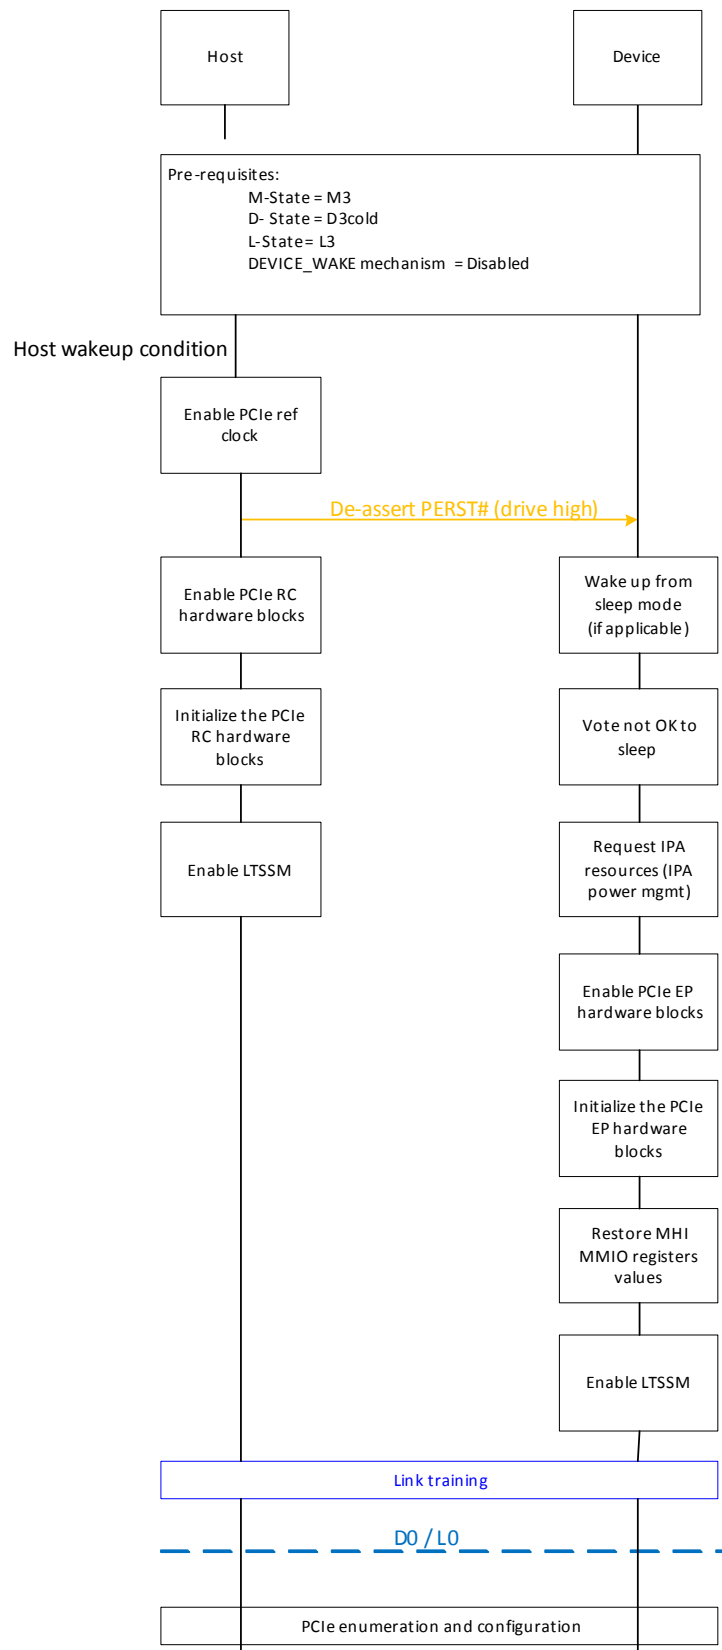 Host
Device
Pre-requisites:
M-State = M3
D- State = D3cold
L-State= L3
DEVICE_WAKE mechanism = Disabled
Host wakeup condition
Enable PCIe ref
clock
De-assert PERST# (drive high)
Enable PCIe RC
hardware blocks
Wake up from
sleep mode
(if applicable)
Initialize the PCIe
RC hardware
blocks
Vote not OK to
sleep
Enable LTSSM
Request IPA
resources (IPA
power mgmt)
Enable PCIe EP
hardware blocks
Initialize the PCIe
EP hardware
blocks
Restore MHI
MMIO registers
values
Enable LTSSM
Link training
D0 / L0
PCIe enumeration and configuration